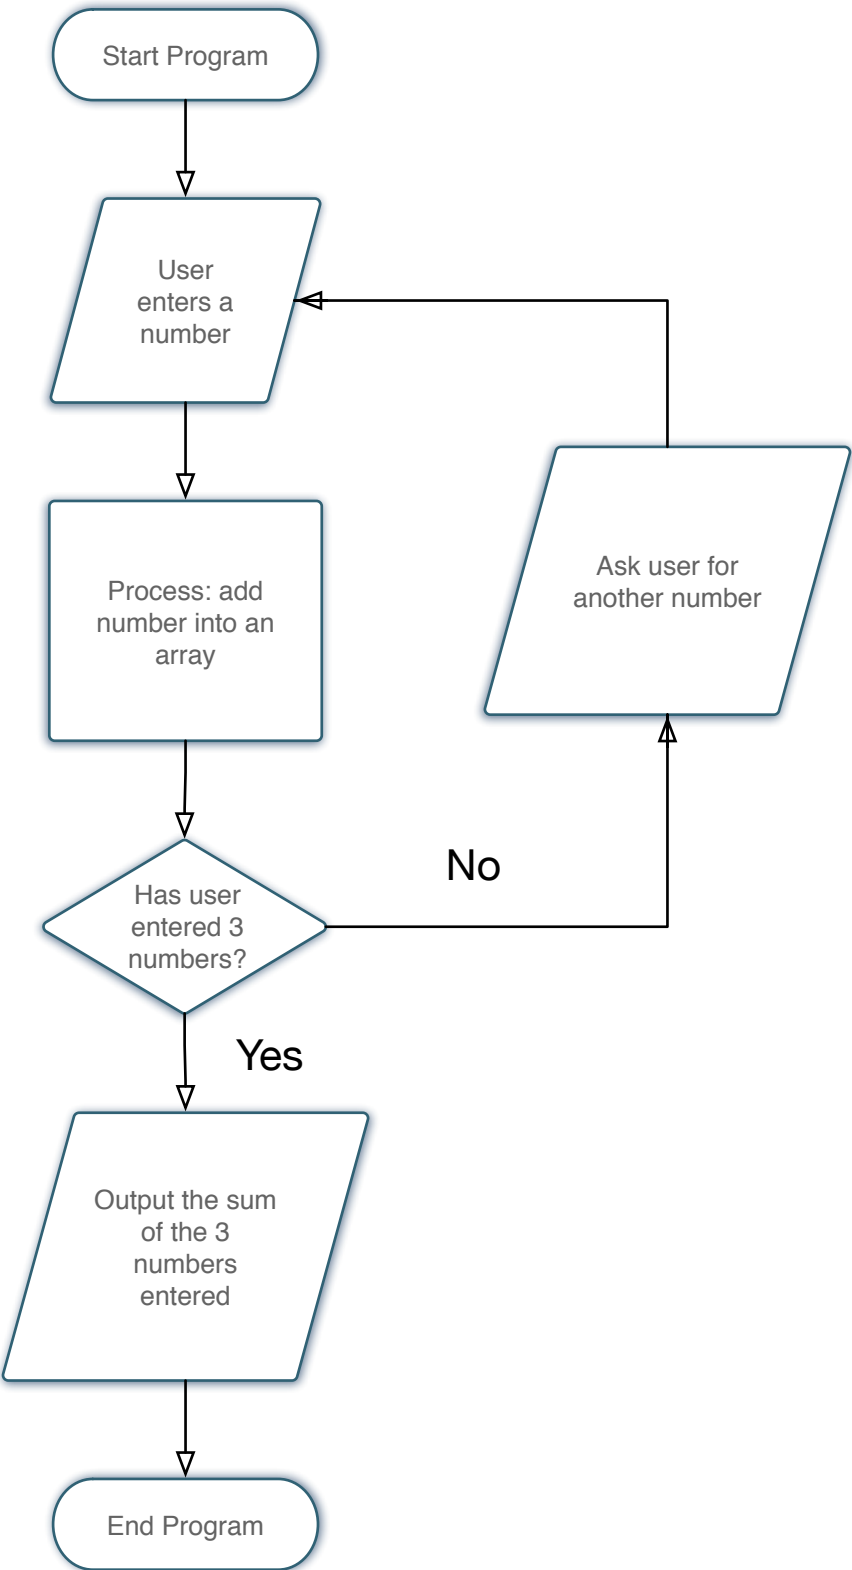 Start Program
User
enters a
number
Process: add
number into an
array
Ask user for
another number
Has user
entered 3
numbers?
No
Yes
Output the sum
of the 3
numbers
entered
End Program